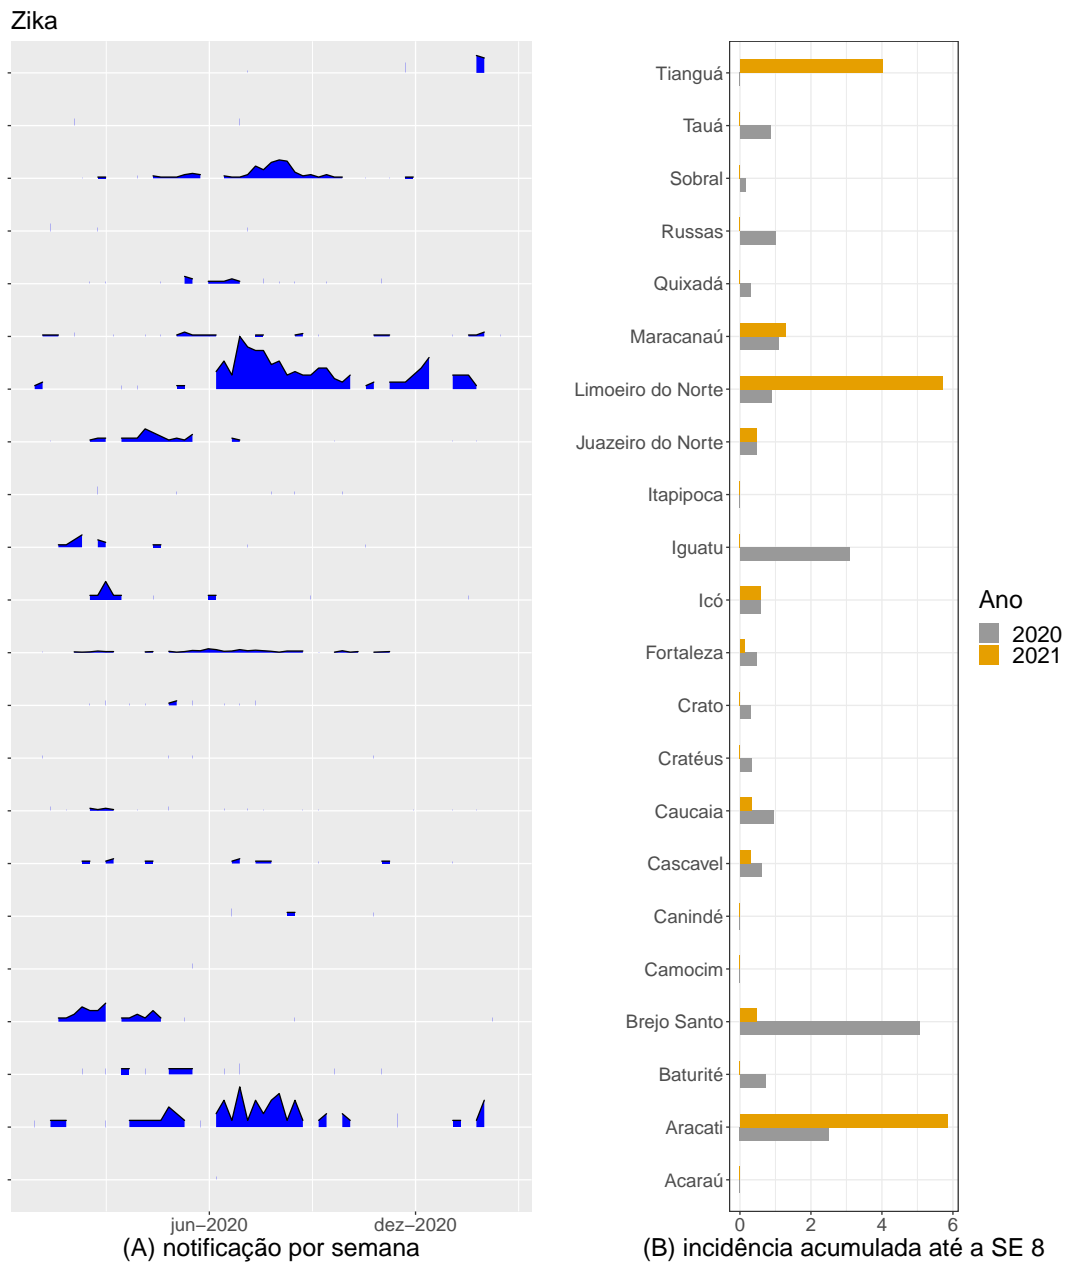 Zika
Tianguá
Tauá
Sobral
Russas
Quixadá
Maracanaú
Limoeiro do Norte
Juazeiro do Norte
Itapipoca
Iguatu
Icó
Fortaleza
Crato
Cratéus
Caucaia
Cascavel
Canindé
Camocim
Brejo Santo
Baturité
Aracati
Acaraú
Ano
2020
2021
jun–2020 dez–2020
0 2 4 6
(A) notificação por semana
(B) incidência acumulada até a SE 8